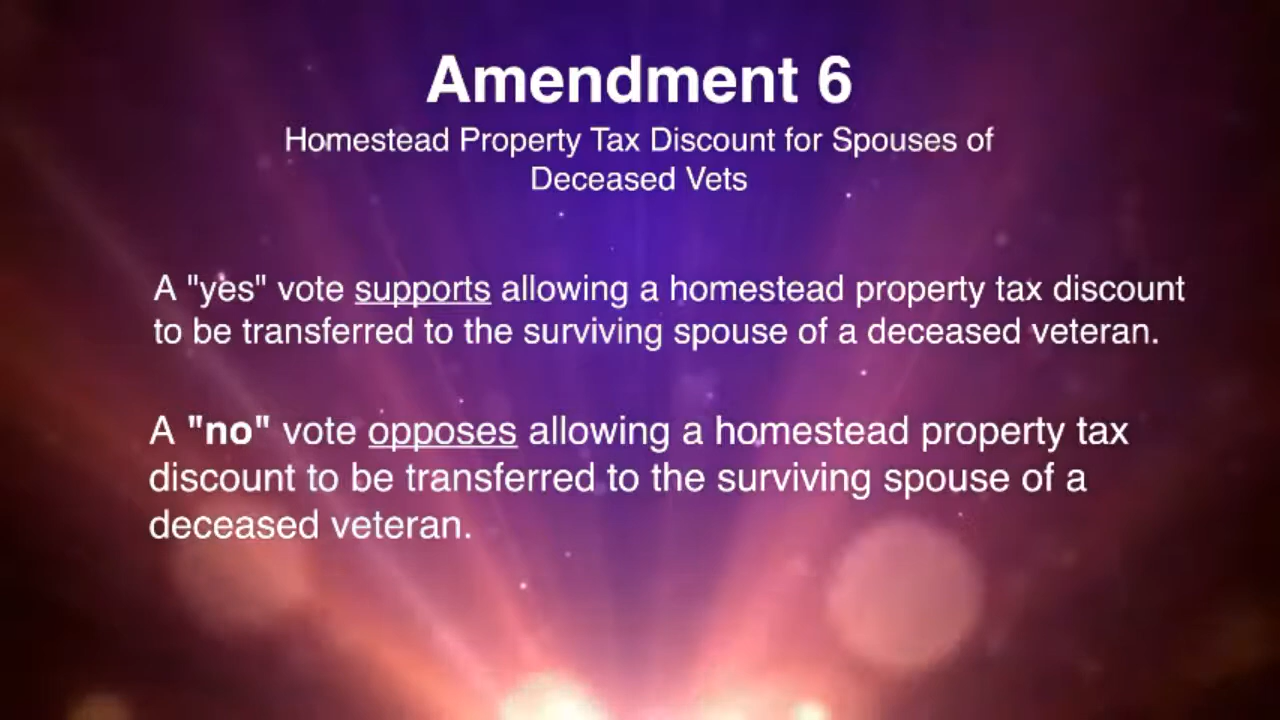 Amendment 6
Homestead Property Tax Discount for Spouses of
Deceased Vets
A "yes" vote supports allowing a homestead property tax discount
to be transferred to the surviving spouse of a deceased veteran.
A "no" vote opposes allowing a homestead property tax
discount to be transferred to the surviving spouse of a
deceased veteran.